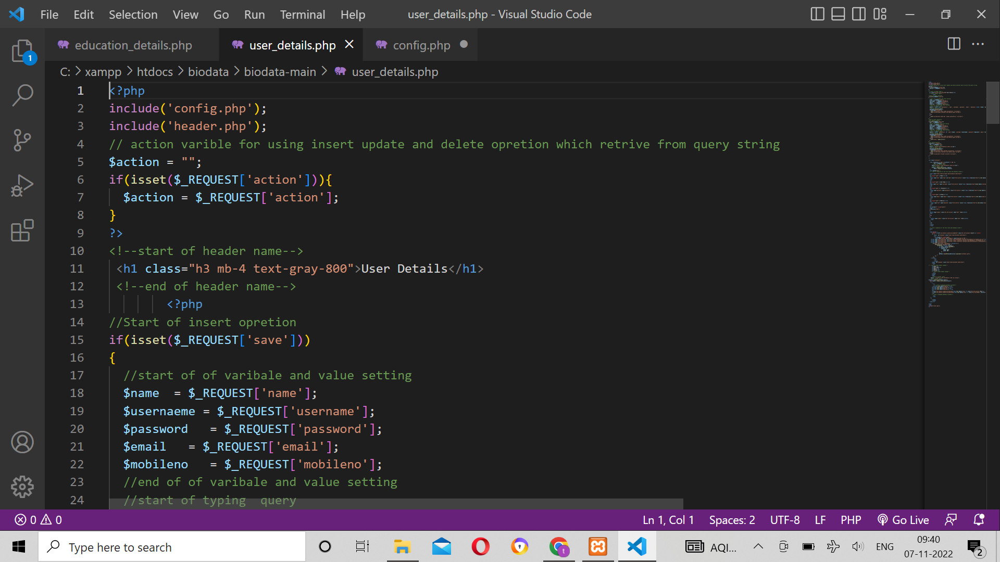 File Edit Selection View Go Run Terminal Help user_details.php - Visual Studio Code
education_details.php user_details.php config.php
1
C: > xampp > htdocs > biodata > biodata-main > user_details.php
1 <?php
2 include('config.php');
3 include('header.php');
4 // action varible for using insert update and delete opretion which retrive from query string
5 $action = "";
6 if(isset($_REQUEST['action'])){
7 $action = $_REQUEST['action'];
8 }
9 ?>
10 <!--start of header name-->
11 <h1 class="h3 mb-4 text-gray-800">User Details</h1>
12 <!--end of header name-->
13 <?php
14 //Start of insert opretion
15 if(isset($_REQUEST['save']))
16 {
17 //start of of varibale and value setting
18 $name  = $_REQUEST['name'];
19 $usernaeme = $_REQUEST['username'];
20 $password   = $_REQUEST['password'];
21 $email   = $_REQUEST['email'];
22 $mobileno   = $_REQUEST['mobileno'];
23 //end of of varibale and value setting
24 //start of typing  query
0 0 Ln 1, Col 1 Spaces: 2 UTF-8 LF PHP Go Live
Type here to search t AQI... ENG 09:40
07-11-2022 2